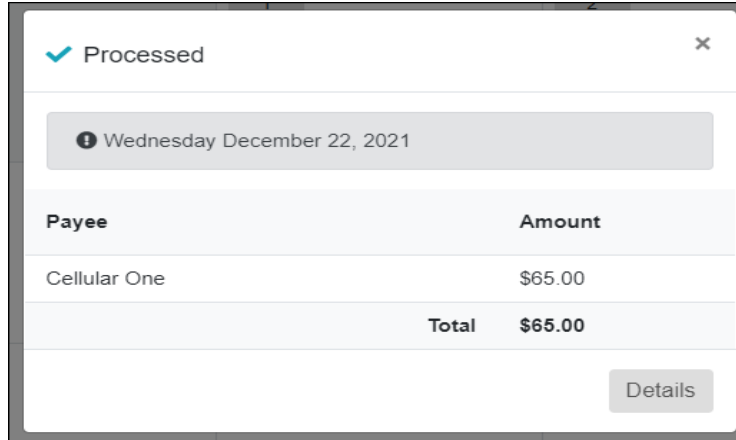 Processed
×
Wednesday December 22, 2021
Payee Amount
Cellular One $65.00
Total $65.00
Details